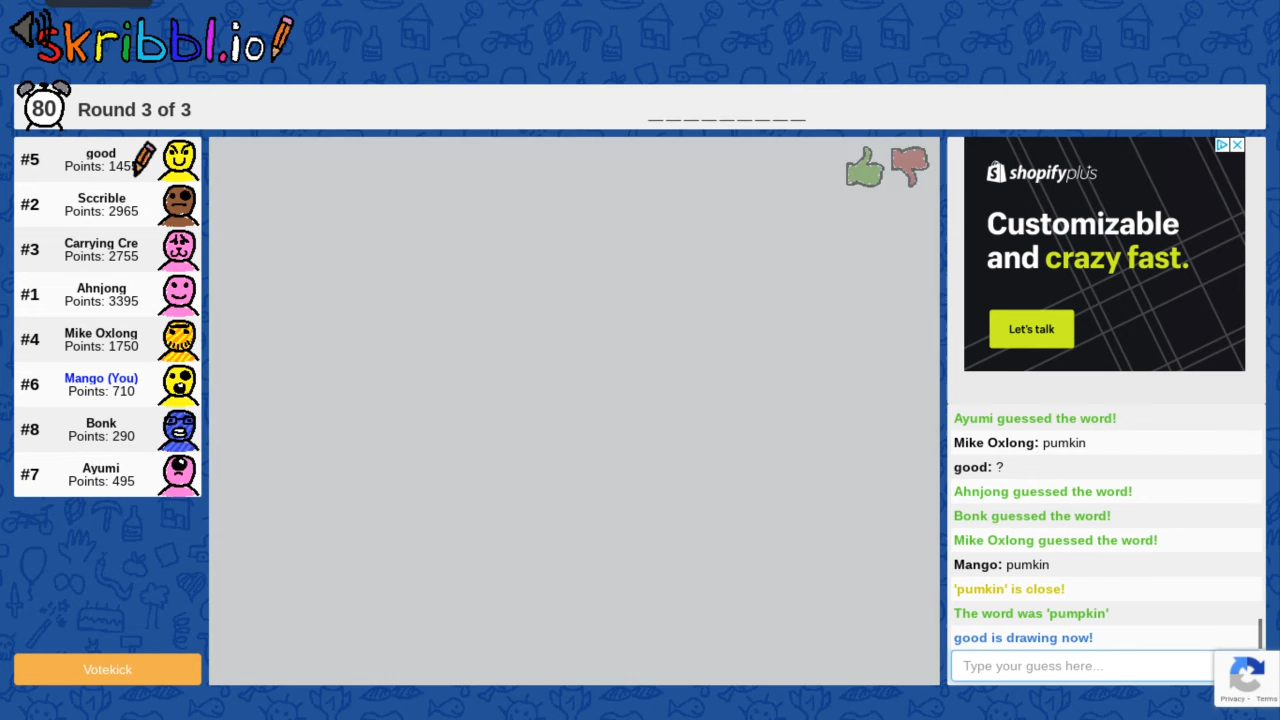 skribbl.io
80
Round 3 of 3
_ _ _ _ _ _ _ _ _
#5
good
Points: 1455
#2
Sccrible
Points: 2965
#3
Carrying Cre
Points: 2755
#1
Ahnjong
Points: 3395
#4
Mike Oxlong
Points: 1750
#6
Mango (You)
Points: 710
#8
Bonk
Points: 290
#7
Ayumi
Points: 495
Votekick
shopifyplus
Customizable
and crazy fast.
Let's talk
Ayumi guessed the word!
Mike Oxlong: pumkin
good: ?
Ahnjong guessed the word!
Bonk guessed the word!
Mike Oxlong guessed the word!
Mango: pumkin
'pumkin' is close!
The word was 'pumpkin'
good is drawing now!
Type your guess here...
Privacy - Terms